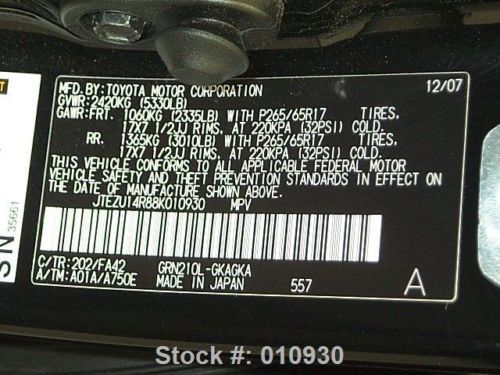 MFD. BY: TOYOTA MOTOR CORPORATION 12/07
GVWR: 2420KG (5330LB)
GAWR: FRT. 1060KG (2335LB) WITH P265/65R17 TIRES,
17X7 1/2JJ RIMS, AT 220KPA (32PSI) COLD.
RR. 1365KG (3010LB) WITH P265/65R17 TIRES,
17X7 1/2JJ RIMS, AT 220KPA (32PSI) COLD.
THIS VEHICLE CONFORMS TO ALL APPLICABLE FEDERAL MOTOR
VEHICLE SAFETY AND THEFT PREVENTION STANDARDS IN EFFECT
ON THE DATE OF MANUFACTURE SHOWN ABOVE.
JTEZU14R88K010930 MPV
C/TR: 202/FA42 GRN210L-GKAGKA
A/TM: A01A/A750E MADE IN JAPAN 557 A
SN
35661
Stock #: 010930